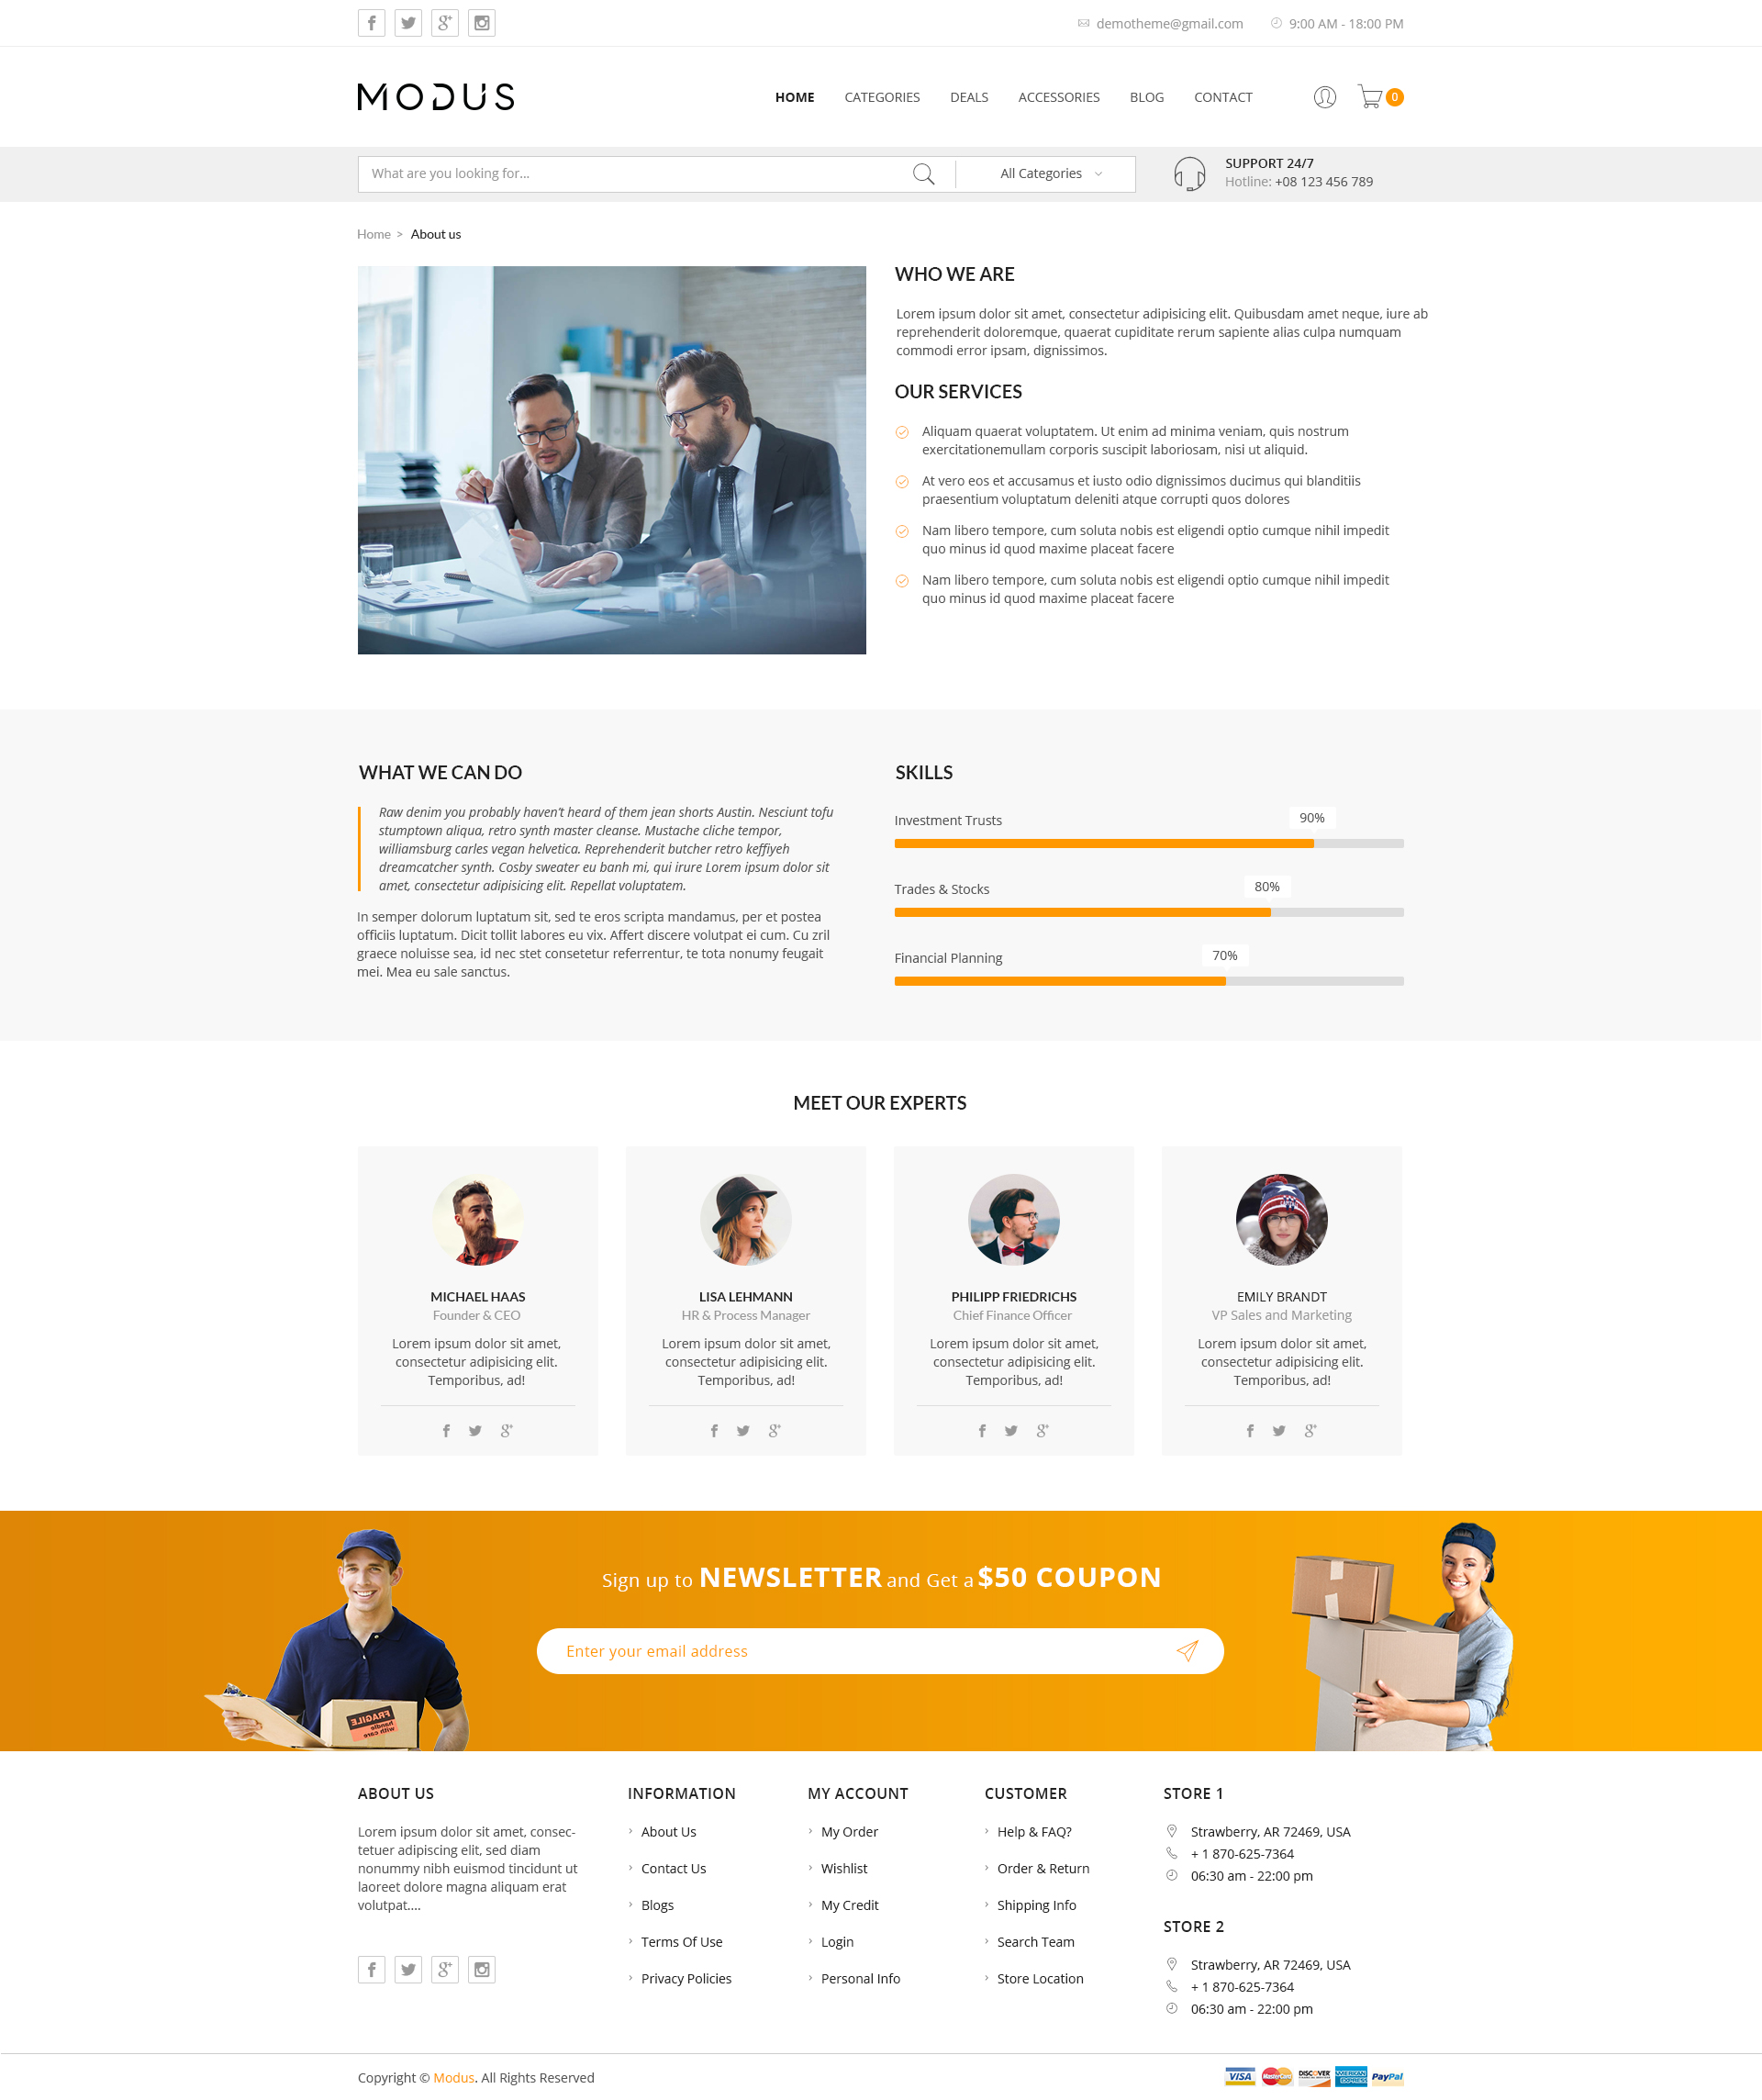 demotheme@gmail.com 9:00 AM - 18:00 PM
MODUS
HOME CATEGORIES DEALS ACCESSORIES BLOG CONTACT 0
What are you looking for... All Categories
SUPPORT 24/7
Hotline: +08 123 456 789
Home > About us
WHO WE ARE
Lorem ipsum dolor sit amet, consectetur adipisicing elit. Quibusdam amet neque, iure ab
reprehenderit doloremque, quaerat cupiditate rerum sapiente alias culpa numquam
commodi error ipsam, dignissimos.
OUR SERVICES
Aliquam quaerat voluptatem. Ut enim ad minima veniam, quis nostrum
exercitationemullam corporis suscipit laboriosam, nisi ut aliquid.
At vero eos et accusamus et iusto odio dignissimos ducimus qui blanditiis
praesentium voluptatum deleniti atque corrupti quos dolores
Nam libero tempore, cum soluta nobis est eligendi optio cumque nihil impedit
quo minus id quod maxime placeat facere
Nam libero tempore, cum soluta nobis est eligendi optio cumque nihil impedit
quo minus id quod maxime placeat facere
WHAT WE CAN DO
Raw denim you probably haven't heard of them jean shorts Austin. Nesciunt tofu
stumptown aliqua, retro synth master cleanse. Mustache cliche tempor,
williamsburg carles vegan helvetica. Reprehenderit butcher retro keffiyeh
dreamcatcher synth. Cosby sweater eu banh mi, qui irure Lorem ipsum dolor sit
amet, consectetur adipisicing elit. Repellat voluptatem.
In semper dolorum luptatum sit, sed te eros scripta mandamus, per et postea
officiis luptatum. Dicit tollit labores eu vix. Affert discere volutpat ei cum. Cu zril
graece noluisse sea, id nec stet consetetur referrentur, te tota nonumy feugait
mei. Mea eu sale sanctus.
SKILLS
Investment Trusts 90%
Trades & Stocks 80%
Financial Planning 70%
MEET OUR EXPERTS
MICHAEL HAAS
Founder & CEO
Lorem ipsum dolor sit amet,
consectetur adipisicing elit.
Temporibus, ad!
LISA LEHMANN
HR & Process Manager
Lorem ipsum dolor sit amet,
consectetur adipisicing elit.
Temporibus, ad!
PHILIPP FRIEDRICHS
Chief Finance Officer
Lorem ipsum dolor sit amet,
consectetur adipisicing elit.
Temporibus, ad!
EMILY BRANDT
VP Sales and Marketing
Lorem ipsum dolor sit amet,
consectetur adipisicing elit.
Temporibus, ad!
Sign up to NEWSLETTER and Get a $50 COUPON
Enter your email address
FRAGILE
handle
with care
ABOUT US
Lorem ipsum dolor sit amet, consec-
tetuer adipiscing elit, sed diam
nonummy nibh euismod tincidunt ut
laoreet dolore magna aliquam erat
volutpat....
INFORMATION
About Us
Contact Us
Blogs
Terms Of Use
Privacy Policies
MY ACCOUNT
My Order
Wishlist
My Credit
Login
Personal Info
CUSTOMER
Help & FAQ?
Order & Return
Shipping Info
Search Team
Store Location
STORE 1
Strawberry, AR 72469, USA
+ 1 870-625-7364
06:30 am - 22:00 pm
STORE 2
Strawberry, AR 72469, USA
+ 1 870-625-7364
06:30 am - 22:00 pm
Copyright © Modus. All Rights Reserved
VISA MasterCard DISCOVER AMERICAN EXPRESS PayPal